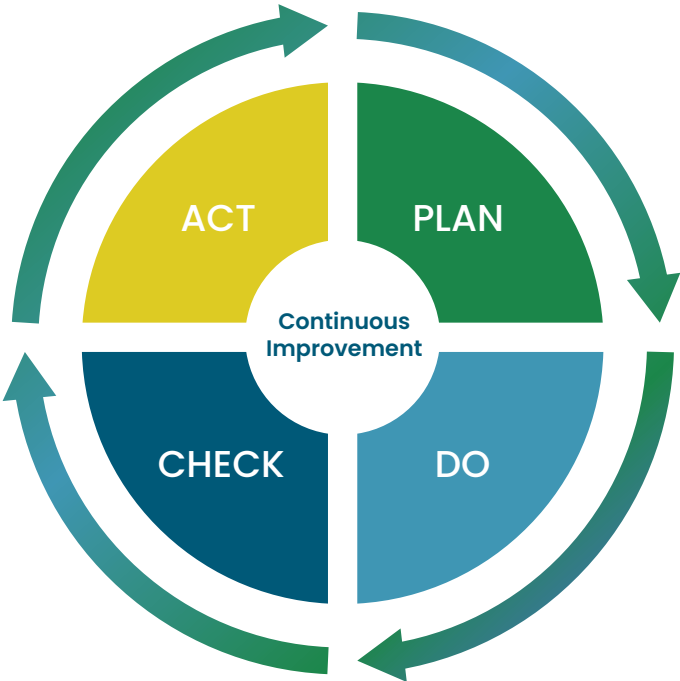 ACT
PLAN
Continuous
Improvement
CHECK
DO